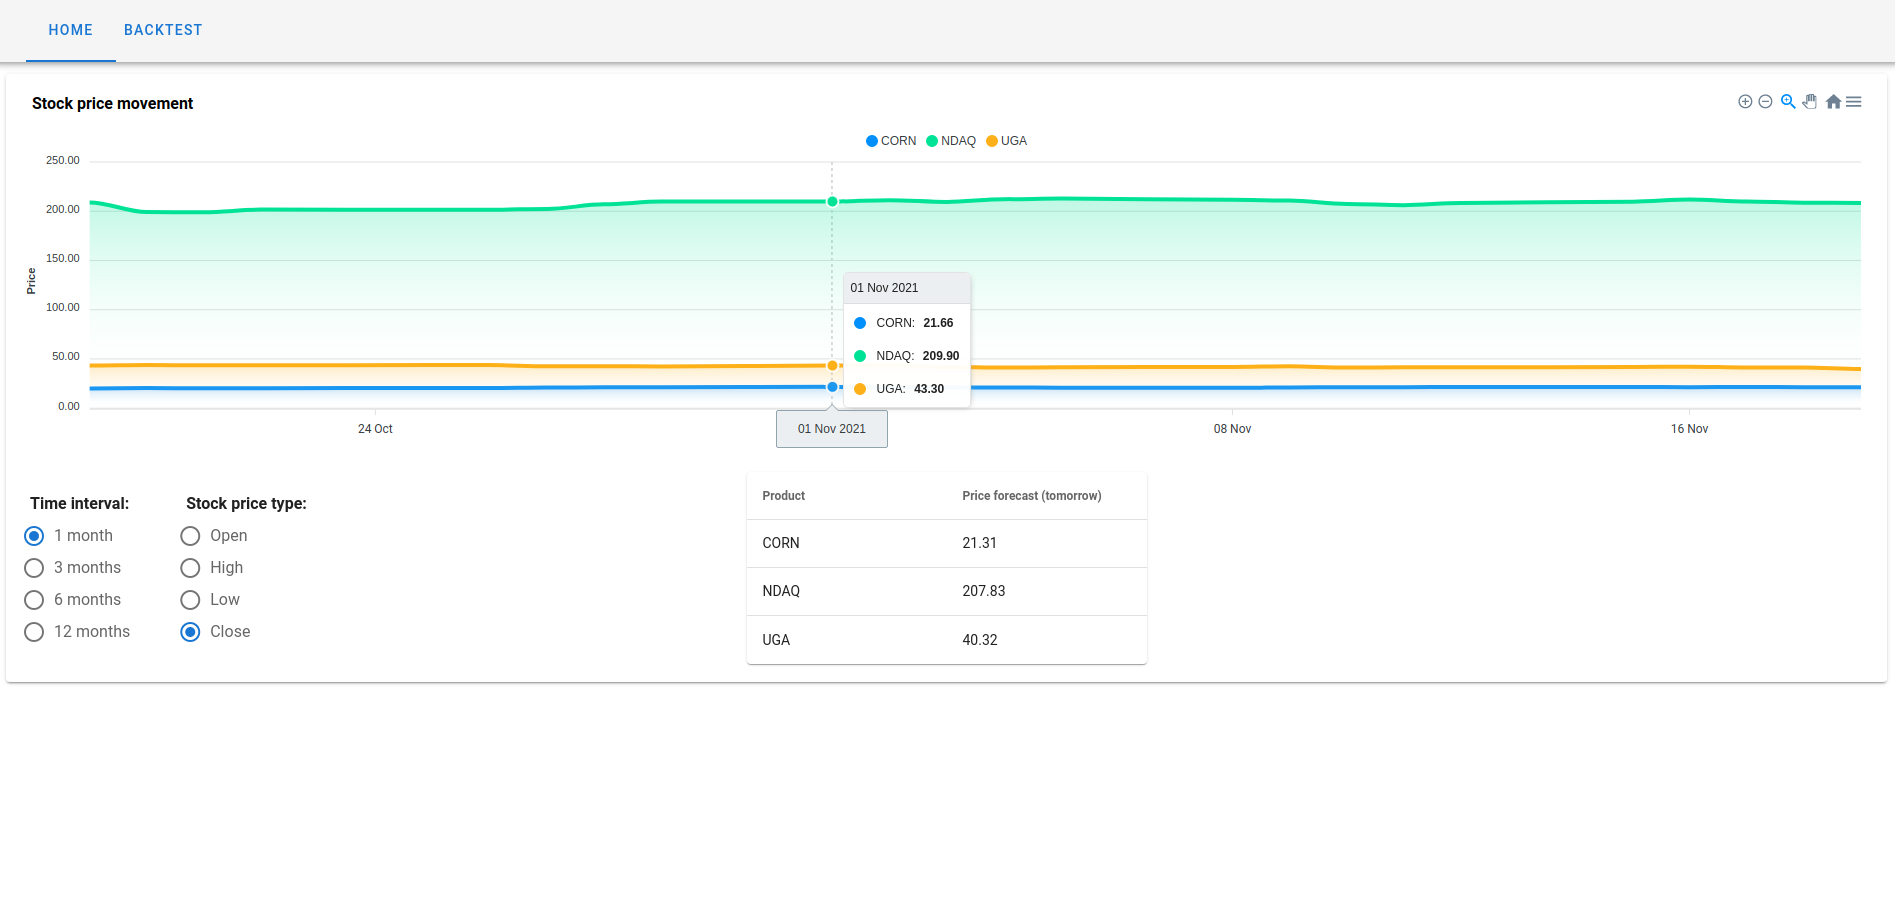 HOME BACKTEST
Stock price movement
CORN NDAQ UGA
250.00
200.00
150.00
100.00
50.00
0.00
Price
01 Nov 2021
CORN: 21.66
NDAQ: 209.90
UGA: 43.30
24 Oct 01 Nov 2021 08 Nov 16 Nov
Time interval:
1 month
3 months
6 months
12 months
Stock price type:
Open
High
Low
Close
Product Price forecast (tomorrow)
CORN 21.31
NDAQ 207.83
UGA 40.32